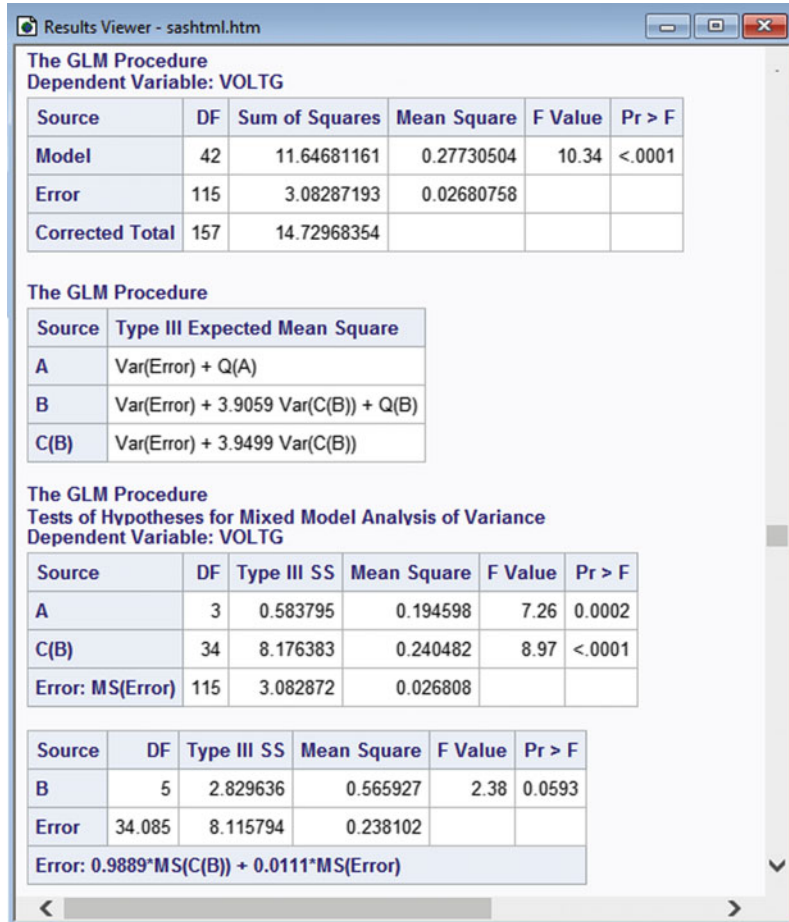 Results Viewer - sashtml.htm
The GLM Procedure
Dependent Variable: VOLTG
Source DF Sum of Squares Mean Square F Value Pr > F
Model 42 11.64681161 0.27730504 10.34 <.0001
Error 115 3.08287193 0.02680758
Corrected Total 157 14.72968354
The GLM Procedure
Source Type III Expected Mean Square
A Var(Error) + Q(A)
B Var(Error) + 3.9059 Var(C(B)) + Q(B)
C(B) Var(Error) + 3.9499 Var(C(B))
The GLM Procedure
Tests of Hypotheses for Mixed Model Analysis of Variance
Dependent Variable: VOLTG
Source DF Type III SS Mean Square F Value Pr > F
A 3 0.583795 0.194598 7.26 0.0002
C(B) 34 8.176383 0.240482 8.97 <.0001
Error: MS(Error) 115 3.082872 0.026808
Source DF Type III SS Mean Square F Value Pr > F
B 5 2.829636 0.565927 2.38 0.0593
Error 34.085 8.115794 0.238102
Error: 0.9889*MS(C(B)) + 0.0111*MS(Error)